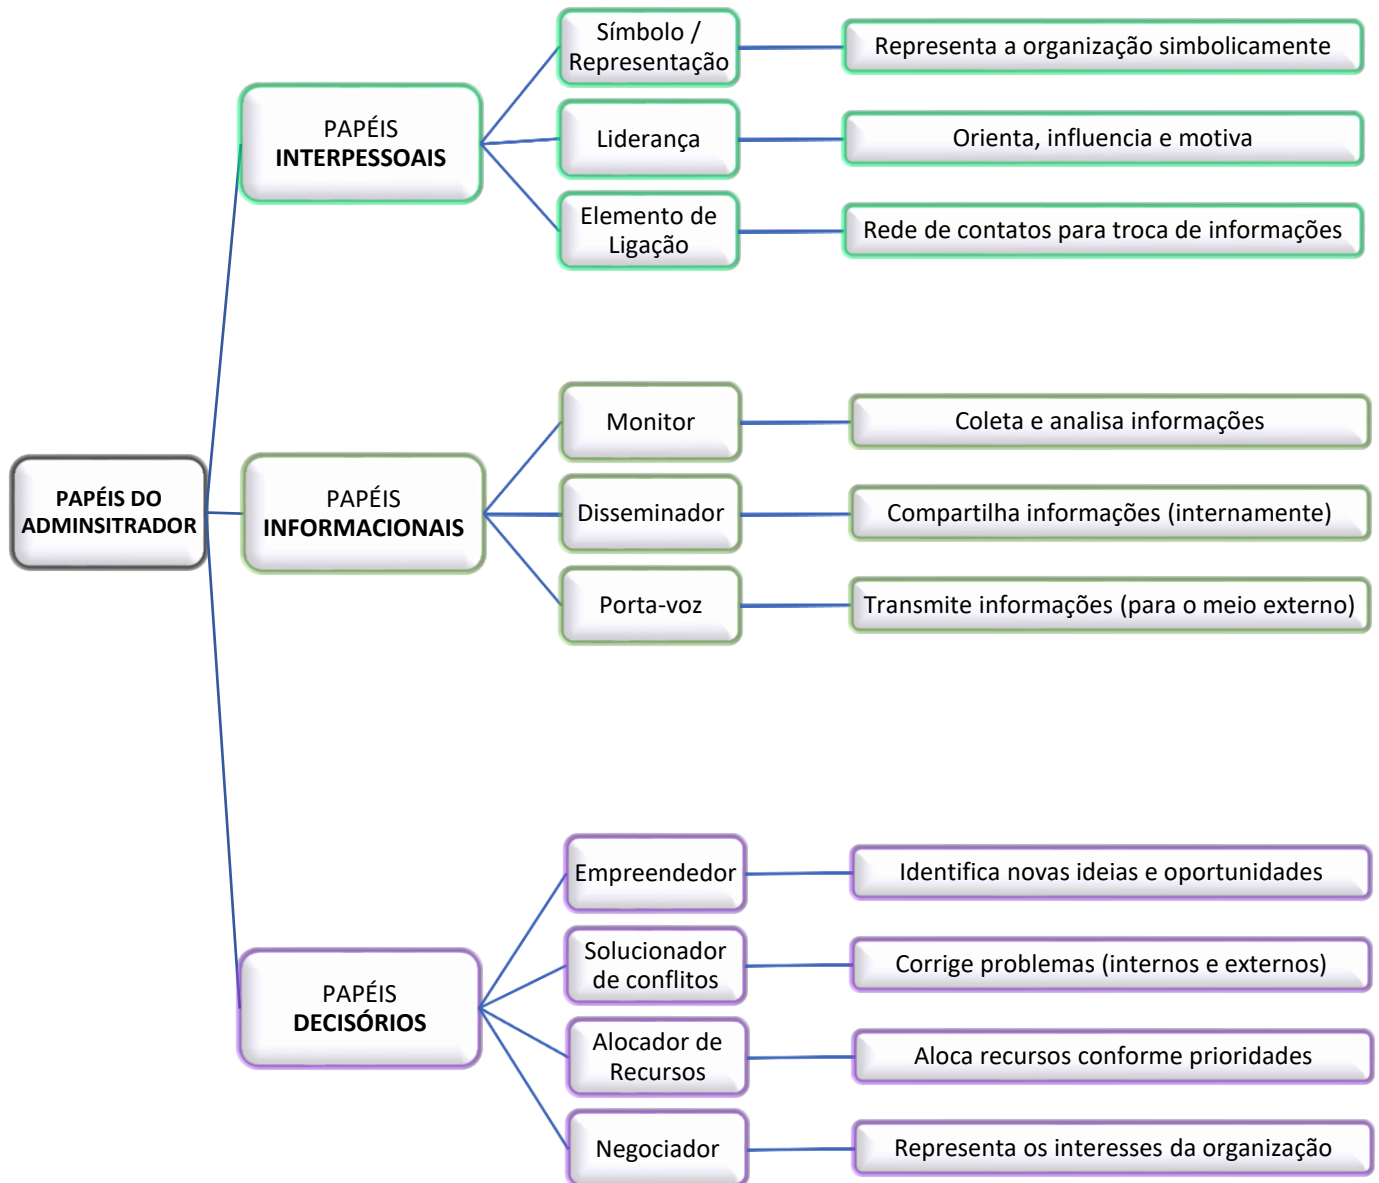 PAPÉIS DO
ADMINSITRADOR
PAPÉIS
INTERPESSOAIS
Símbolo /
Representação
Representa a organização simbolicamente
Liderança
Orienta, influencia e motiva
Elemento de
Ligação
Rede de contatos para troca de informações
PAPÉIS
INFORMACIONAIS
Monitor
Coleta e analisa informações
Disseminador
Compartilha informações (internamente)
Porta-voz
Transmite informações (para o meio externo)
PAPÉIS
DECISÓRIOS
Empreendedor
Identifica novas ideias e oportunidades
Solucionador
de conflitos
Corrige problemas (internos e externos)
Alocador de
Recursos
Aloca recursos conforme prioridades
Negociador
Representa os interesses da organização